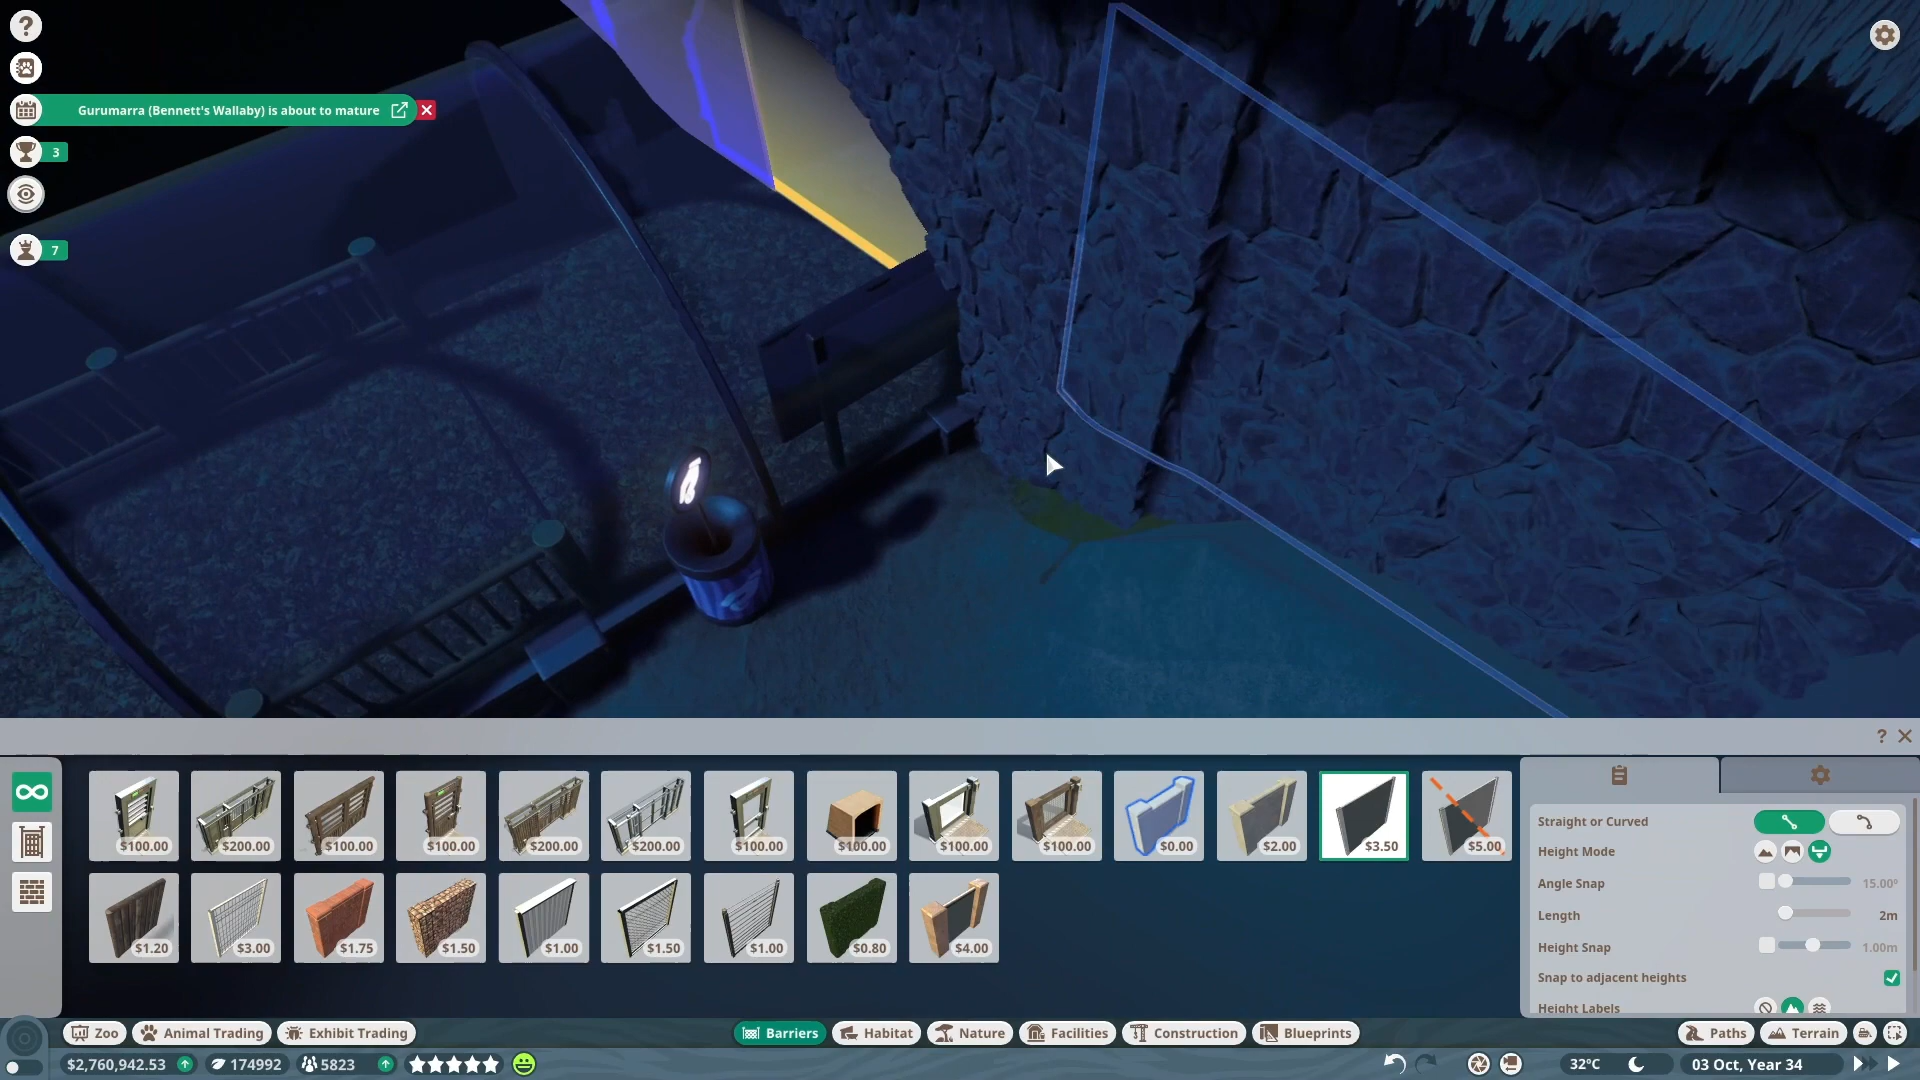 ?
Gurumarra (Bennett's Wallaby) is about to mature
3
7
?
$100.00 $200.00 $100.00 $100.00 $200.00 $200.00 $100.00 $100.00 $100.00 $100.00 $0.00 $2.00 $3.50 $5.00
$1.20 $3.00 $1.75 $1.50 $1.00 $1.50 $1.00 $0.80 $4.00
Straight or Curved
Height Mode
Angle Snap 15.00°
Length 2m
Height Snap 1.00m
Snap to adjacent heights
Height Labels
Zoo Animal Trading Exhibit Trading Barriers Habitat Nature Facilities Construction Blueprints Paths Terrain
$2,760,942.53 174992 5823 32°C 03 Oct, Year 34